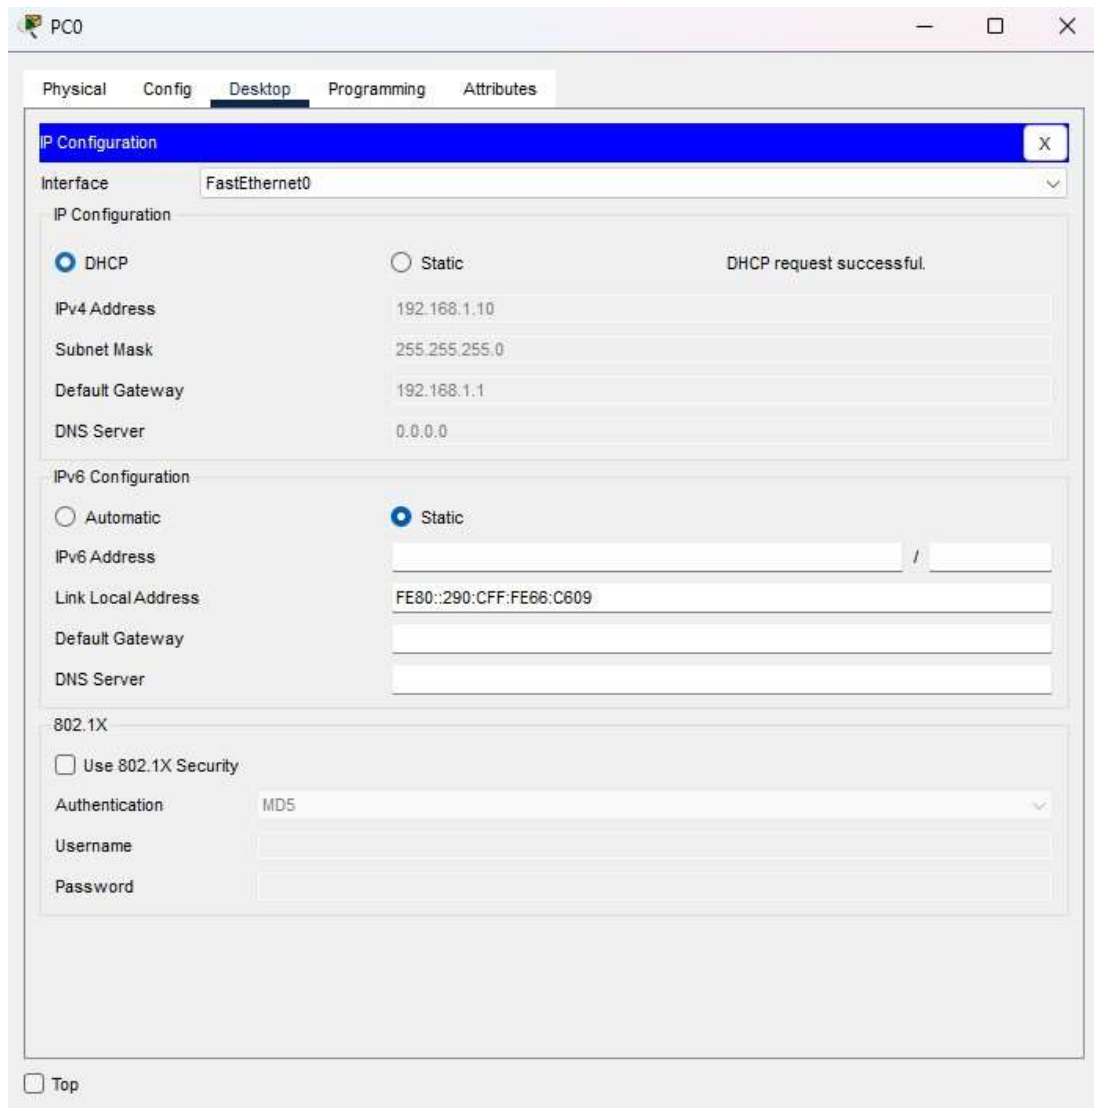 PC0
Physical Config Desktop Programming Attributes
IP Configuration X
Interface FastEthernet0
IP Configuration
DHCP Static DHCP request successful.
IPv4 Address 192.168.1.10
Subnet Mask 255.255.255.0
Default Gateway 192.168.1.1
DNS Server 0.0.0.0
IPv6 Configuration
Automatic Static
IPv6 Address /
Link Local Address FE80::290:CFF:FE66:C609
Default Gateway
DNS Server
802.1X
Use 802.1X Security
Authentication MD5
Username
Password
Top